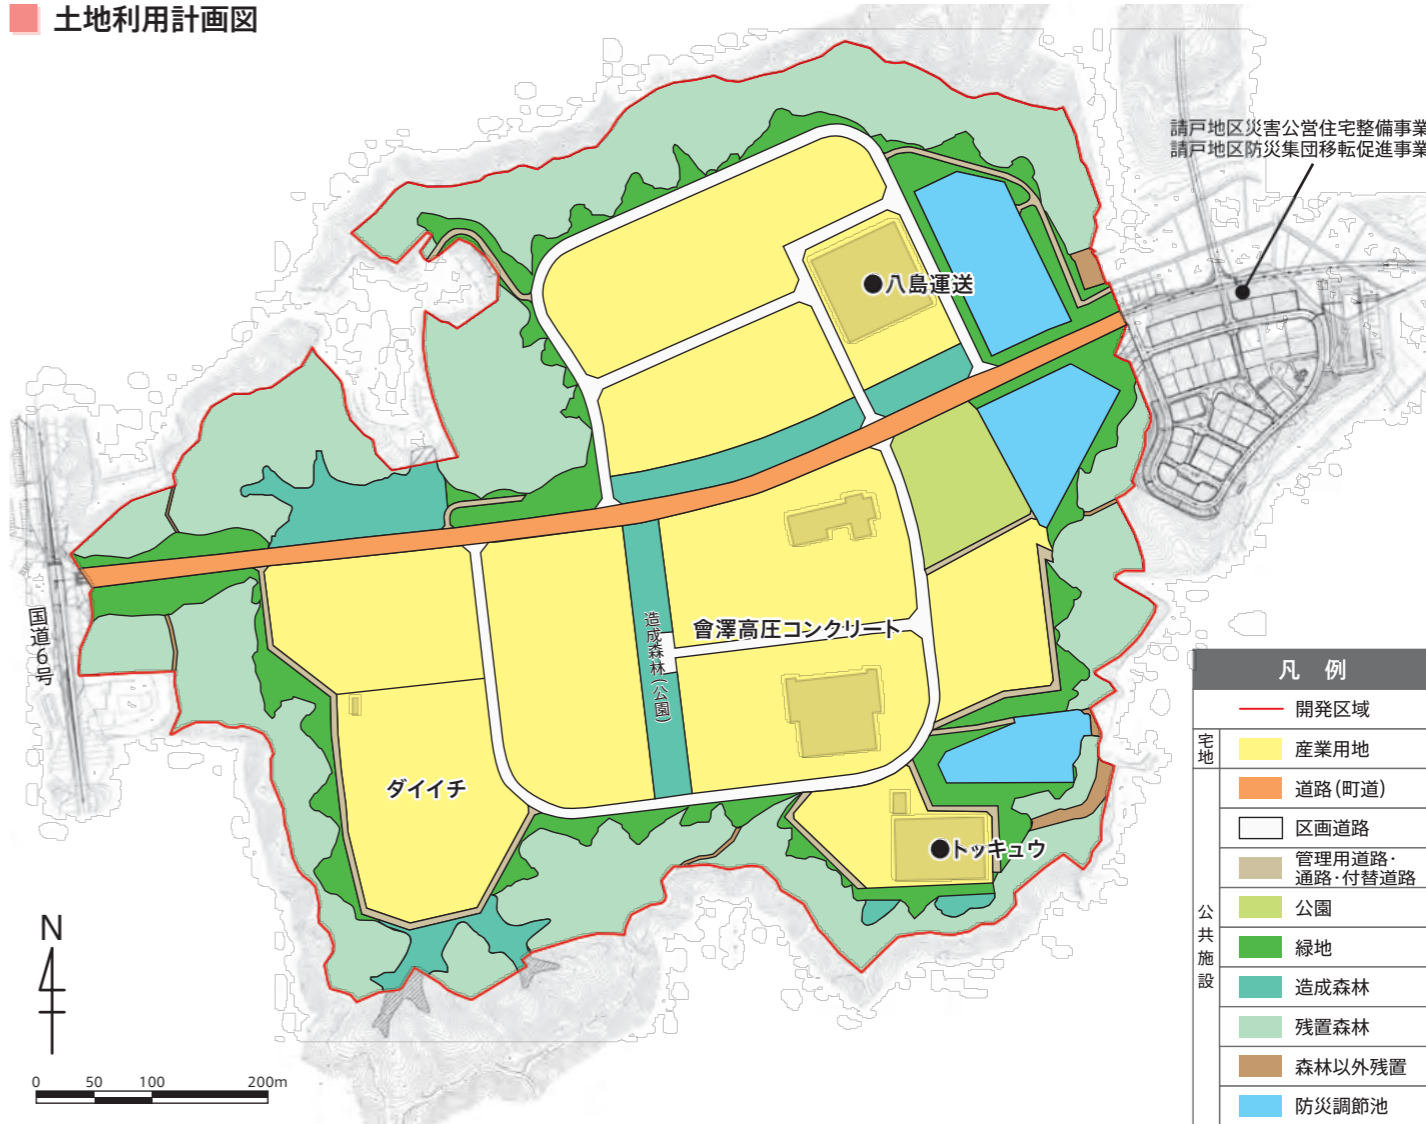 土地利用計画図
請戸地区災害公営住宅整備事業
請戸地区防災集団移転促進事業
八島運送
造成森林(公園)
會澤高圧コンクリート
国道6号
ダイイチ
トッキュウ
N
0 50 100 200m
凡 例
開発区域
宅地
産業用地
公共施設
道路(町道)
区画道路
管理用道路・
通路・付替道路
公園
緑地
造成森林
残置森林
森林以外残置
防災調節池